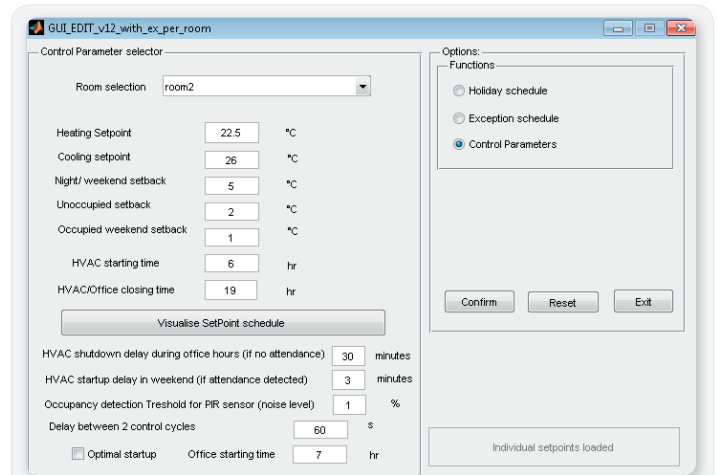 GUI_EDIT_v12_with_ex_per_room
Control Parameter selector
Room selection room2
Heating Setpoint 22.5 °C
Cooling setpoint 26 °C
Night/ weekend setback 5 °C
Unoccupied setback 2 °C
Occupied weekend setback 1 °C
HVAC starting time 6 hr
HVAC/Office closing time 19 hr
Visualise SetPoint schedule
HVAC shutdown delay during office hours (if no attendance) 30 minutes
HVAC startup delay in weekend (if attendance detected) 3 minutes
Occupancy detection Treshold for PIR sensor (noise level) 1 %
Delay between 2 control cycles 60 s
Optimal startup Office starting time 7 hr
Options:
Functions
Holiday schedule
Exception schedule
Control Parameters
Confirm Reset Exit
Individual setpoints loaded